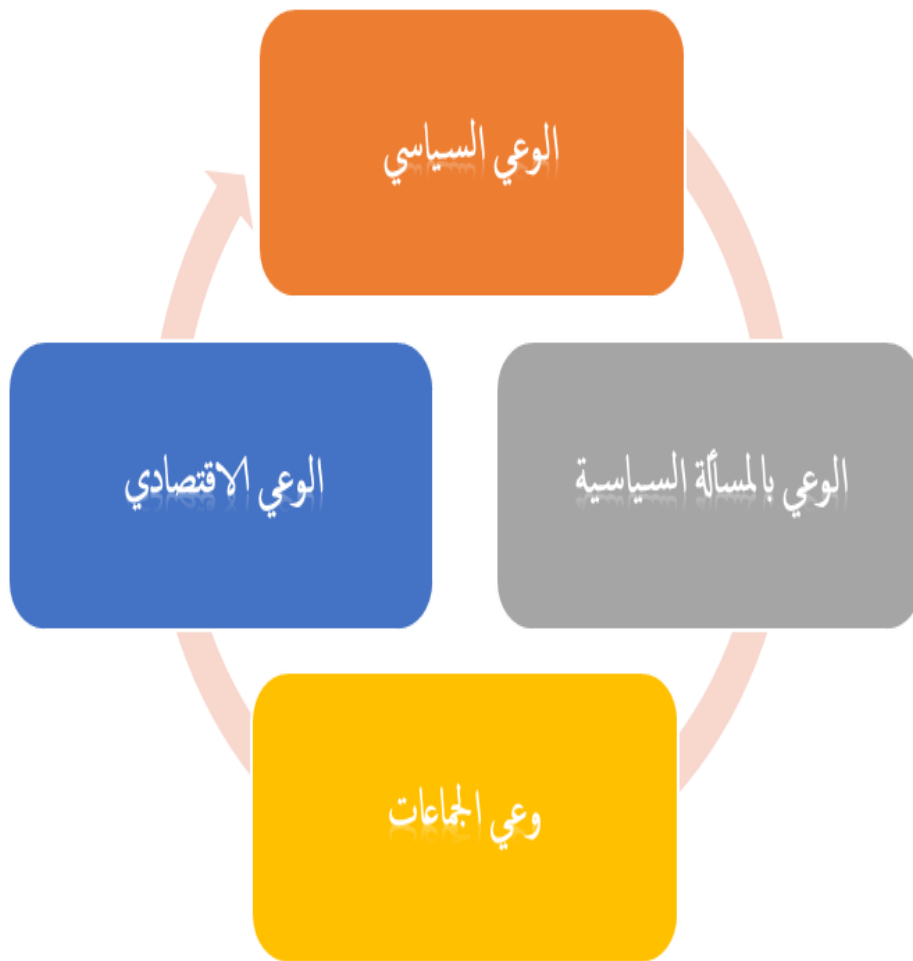 الوعي السياسي
الوعي بالمسألة السياسية
الوعي الاقتصادي
وعي الجماعات